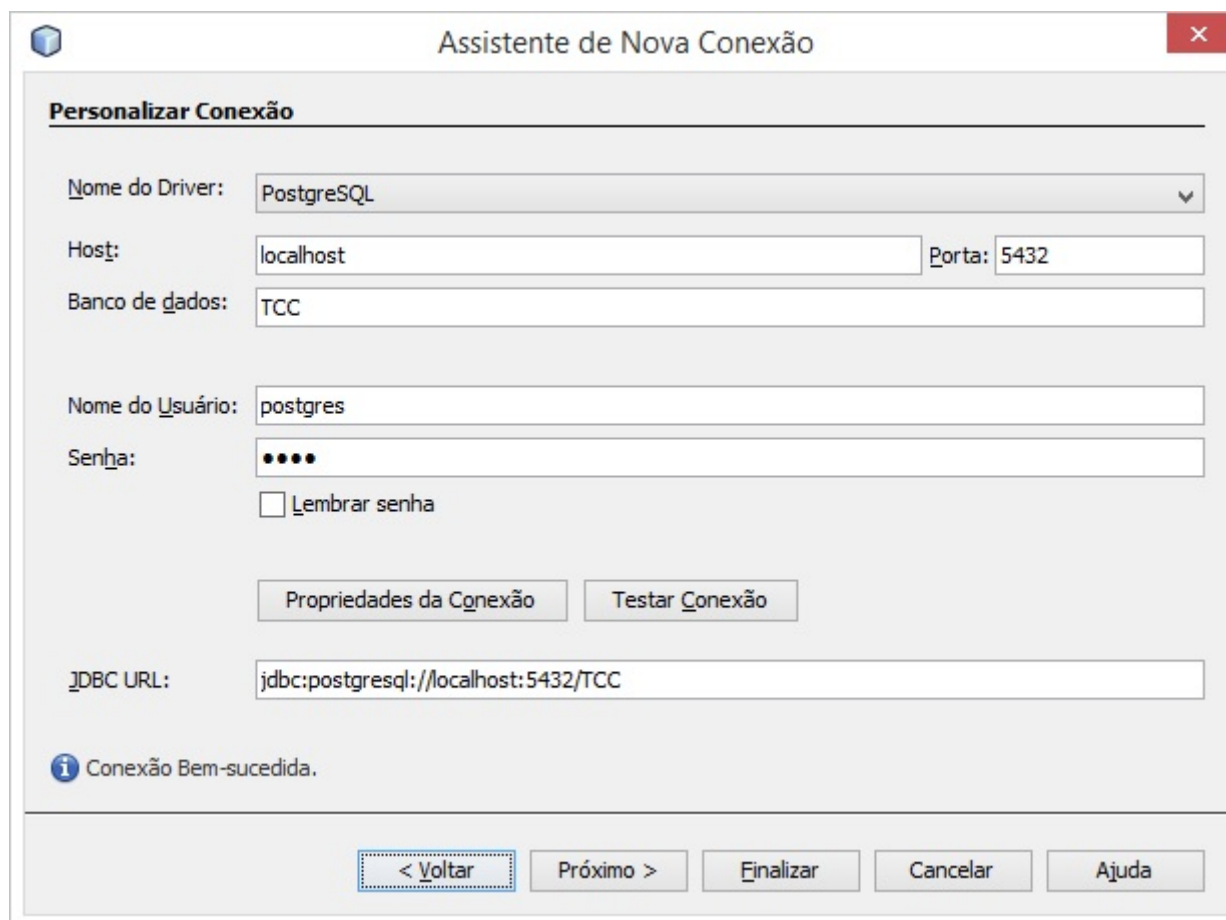 Assistente de Nova Conexão
Personalizar Conexão
Nome do Driver: PostgreSQL
Host: localhost Porta: 5432
Banco de dados: TCC
Nome do Usuário: postgres
Senha: ••••
Lembrar senha
Propriedades da Conexão Testar Conexão
JDBC URL: jdbc:postgresql://localhost:5432/TCC
Conexão Bem-sucedida.
< Voltar Próximo > Finalizar Cancelar Ajuda